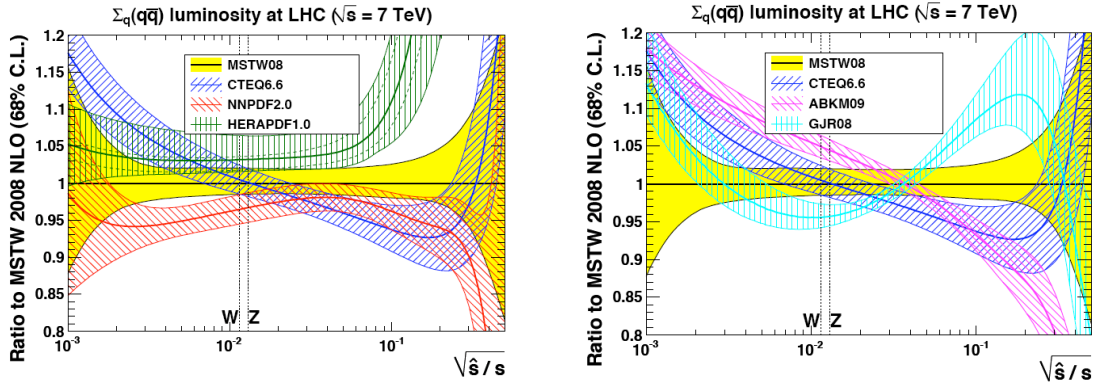 Σq(qq̅) luminosity at LHC (√s = 7 TeV)
Ratio to MSTW 2008 NLO (68% C.L.)
1.2
1.15
1.1
1.05
1
0.95
0.9
0.85
0.8
MSTW08
CTEQ6.6
NNPDF2.0
HERAPDF1.0
W Z
10⁻³ 10⁻² 10⁻¹
√ŝ / s
Σq(qq̅) luminosity at LHC (√s = 7 TeV)
Ratio to MSTW 2008 NLO (68% C.L.)
1.2
1.15
1.1
1.05
1
0.95
0.9
0.85
0.8
MSTW08
CTEQ6.6
ABKM09
GJR08
W Z
10⁻³ 10⁻² 10⁻¹
√ŝ / s